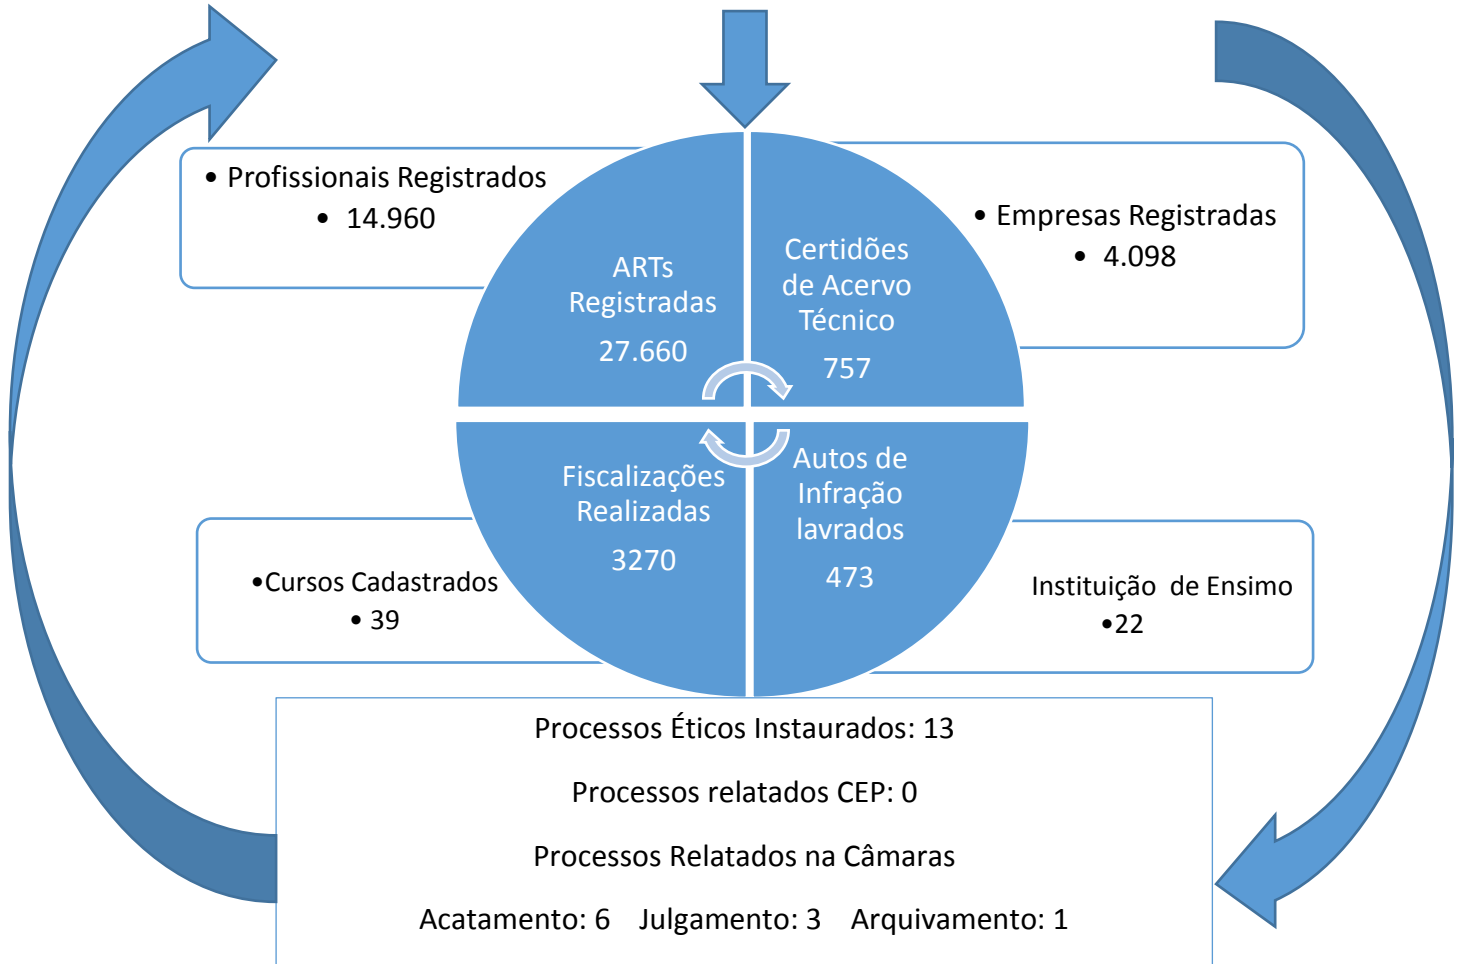 • Profissionais Registrados
• 14.960
• Empresas Registradas
• 4.098
ARTs
Registradas
27.660
Certidões
de Acervo
Técnico
757
Fiscalizações
Realizadas
3270
Autos de
Infração
lavrados
473
•Cursos Cadastrados
• 39
Instituição de Ensimo
•22
Processos Éticos Instaurados: 13
Processos relatados CEP: 0
Processos Relatados na Câmaras
Acatamento: 6 Julgamento: 3 Arquivamento: 1